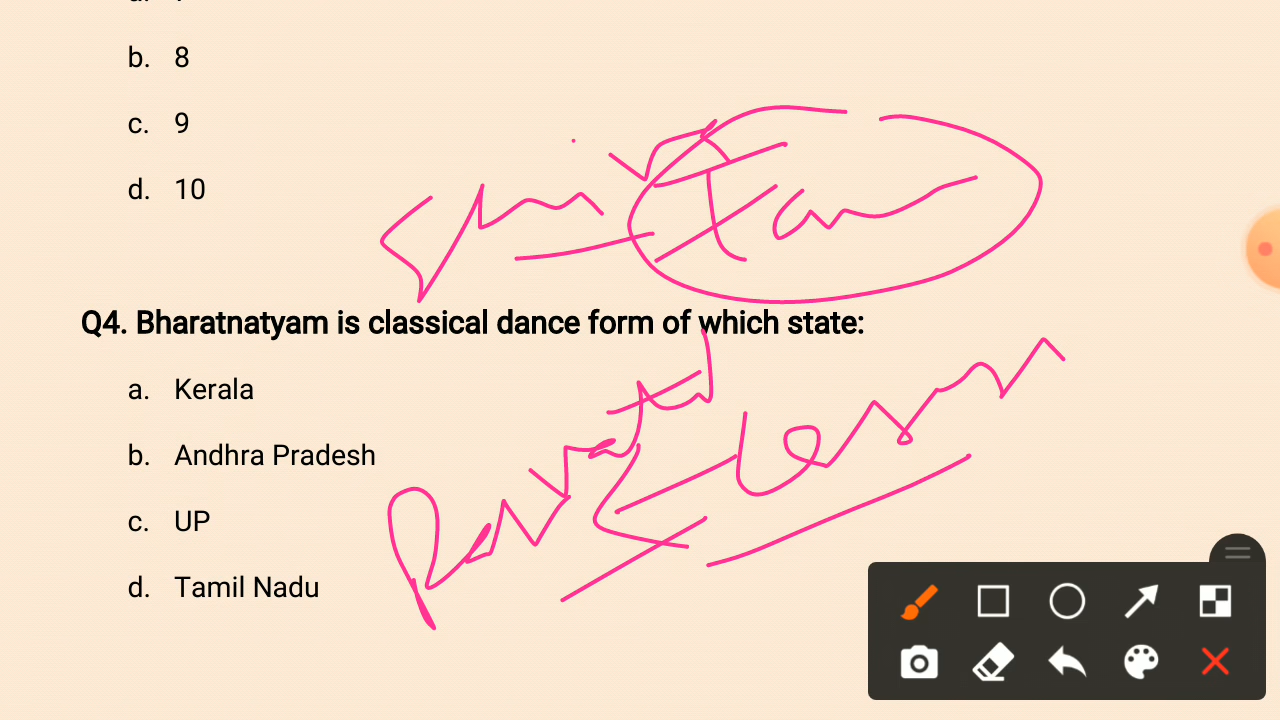 b. 8
c. 9
d. 10
Q4. Bharatnatyam is classical dance form of which state:
a. Kerala
b. Andhra Pradesh
c. UP
d. Tamil Nadu